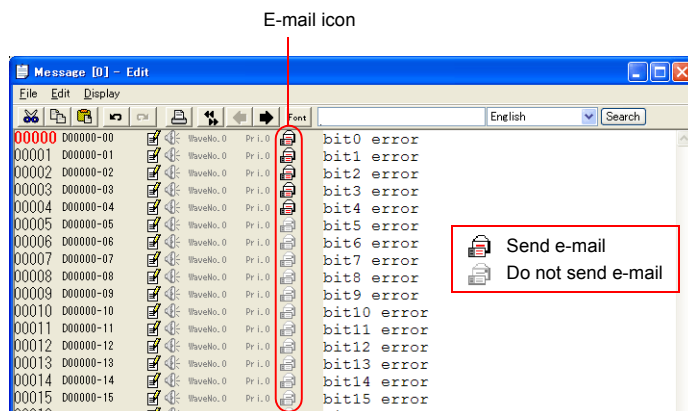 E-mail icon
Message [0] - Edit
File Edit Display
Font English Search
00000 D00000-00 WaveNo.0 Pri.0 bit0 error
00001 D00000-01 WaveNo.0 Pri.0 bit1 error
00002 D00000-02 WaveNo.0 Pri.0 bit2 error
00003 D00000-03 WaveNo.0 Pri.0 bit3 error
00004 D00000-04 WaveNo.0 Pri.0 bit4 error
00005 D00000-05 WaveNo.0 Pri.0 bit5 error
00006 D00000-06 WaveNo.0 Pri.0 bit6 error
00007 D00000-07 WaveNo.0 Pri.0 bit7 error
00008 D00000-08 WaveNo.0 Pri.0 bit8 error
00009 D00000-09 WaveNo.0 Pri.0 bit9 error
00010 D00000-10 WaveNo.0 Pri.0 bit10 error
00011 D00000-11 WaveNo.0 Pri.0 bit11 error
00012 D00000-12 WaveNo.0 Pri.0 bit12 error
00013 D00000-13 WaveNo.0 Pri.0 bit13 error
00014 D00000-14 WaveNo.0 Pri.0 bit14 error
00015 D00000-15 WaveNo.0 Pri.0 bit15 error
Send e-mail
Do not send e-mail